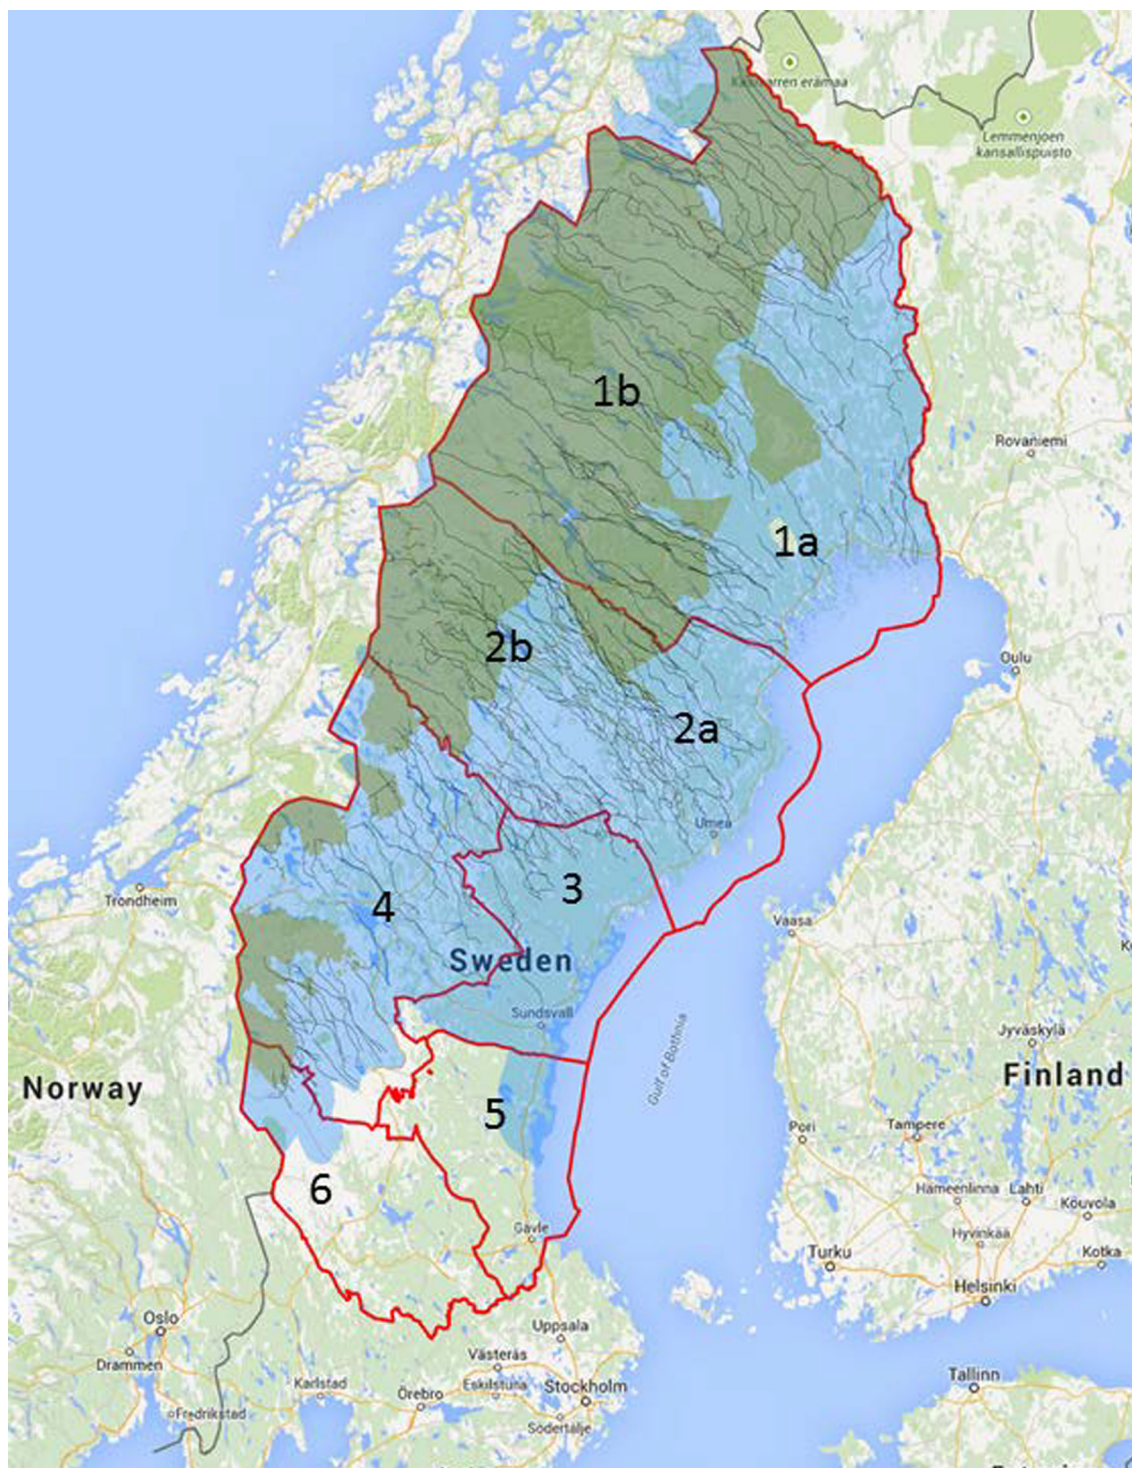 Käsivarren erämaa
Lemmenjoen
kansallispuisto
1b
Rovaniemi
1a
2b
Oulu
2a
Umeå
Trondheim
4
3
Vaasa
Sweden
Sundsvall
Gulf of Bothnia
Jyväskylä
Norway
Finland
5
Pori
Tampere
6
Hämeenlinna
Lahti
Kouvola
Gävle
Hyvinkää
Turku
Kotka
Helsinki
Oslo
Uppsala
Drammen
Västerås
Karlstad
Örebro
Eskilstuna
Stockholm
Tallinn
Fredrikstad
Södertälje